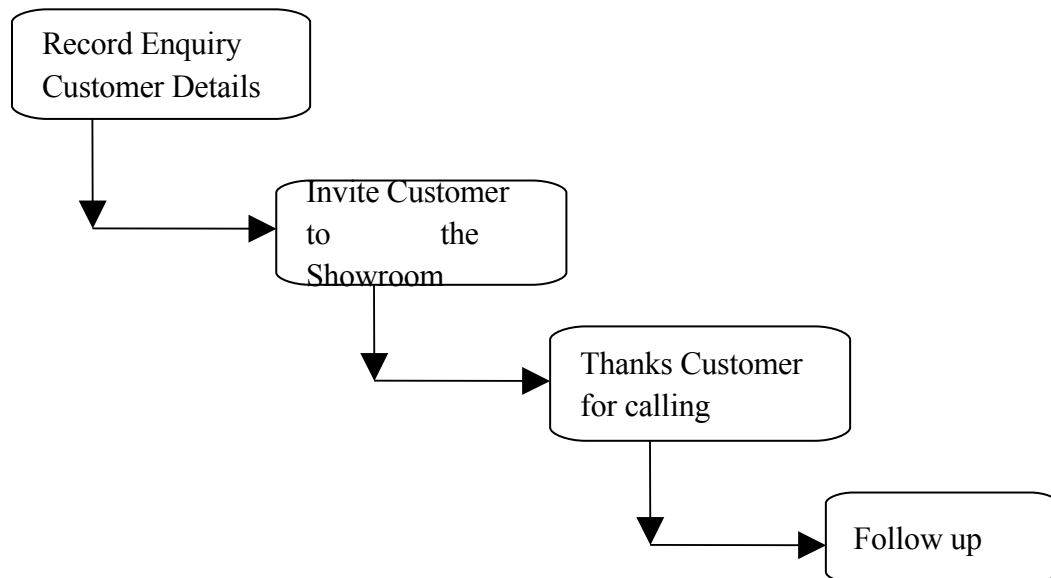 Record Enquiry
Customer Details
Invite Customer
to the
Showroom
Thanks Customer
for calling
Follow up